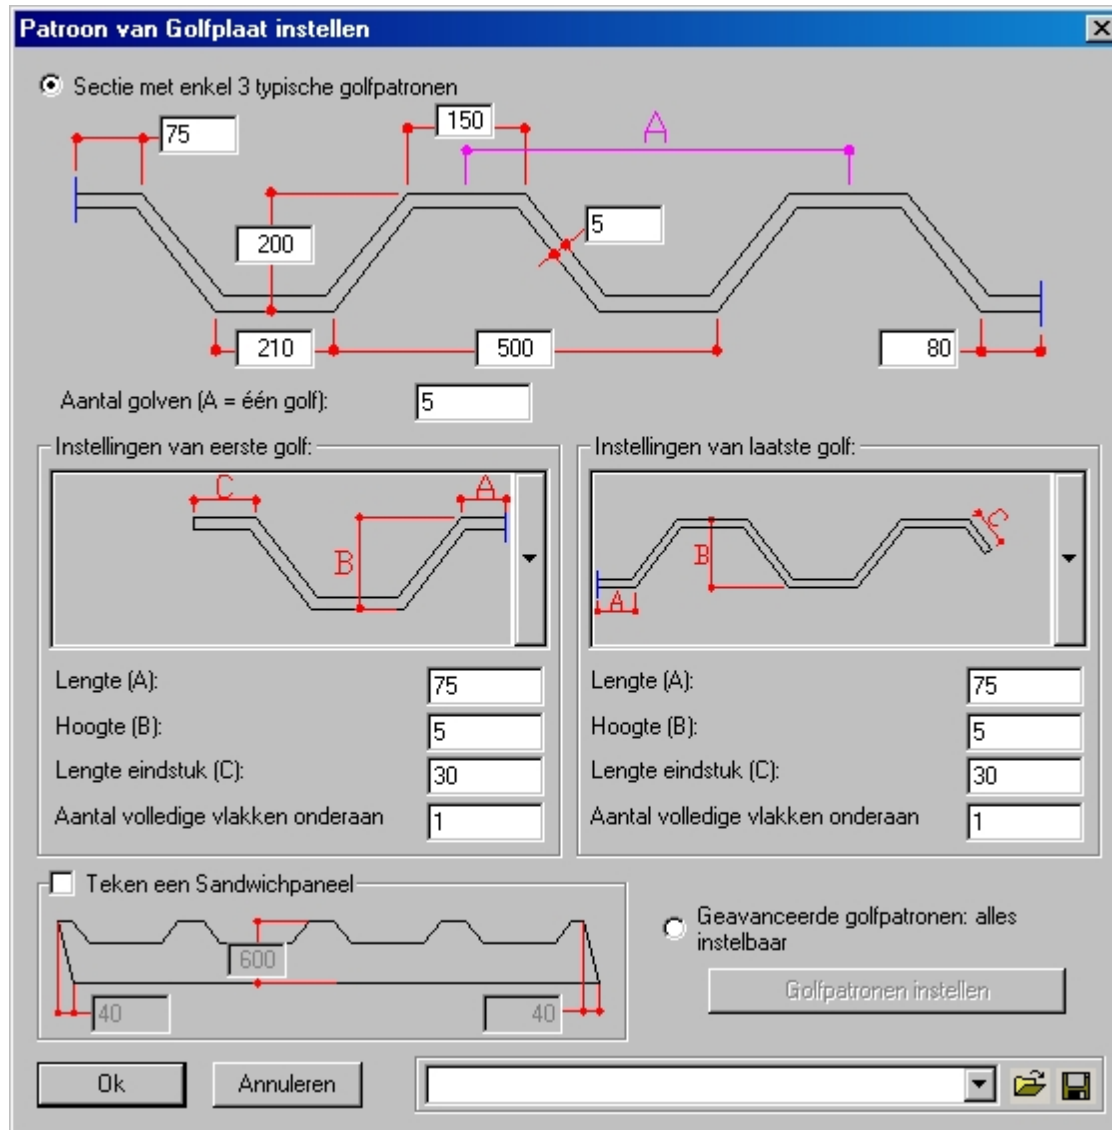 Patroon van Golfplaat instellen
Sectie met enkel 3 typische golfpatronen
75
150
A
200
5
210
500
80
Aantal golven (A = één golf):
5
Instellingen van eerste golf:
C
A
B
Lengte (A):
75
Hoogte (B):
5
Lengte eindstuk (C):
30
Aantal volledige vlakken onderaan
1
Instellingen van laatste golf:
C
B
A
Lengte (A):
75
Hoogte (B):
5
Lengte eindstuk (C):
30
Aantal volledige vlakken onderaan
1
Teken een Sandwichpaneel
600
40
40
Geavanceerde golfpatronen: alles
instelbaar
Golfpatronen instellen
Ok
Annuleren